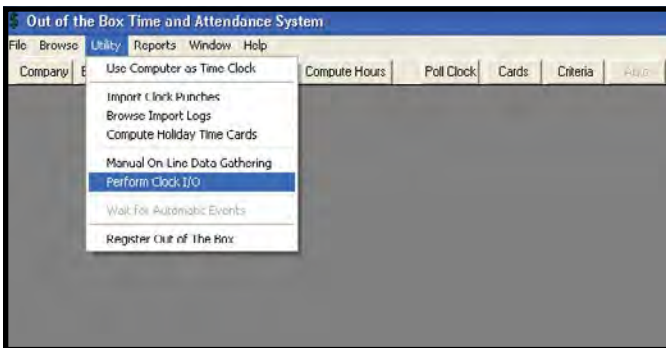 $ Out of the Box Time and Attendance System
File Browse Utility Reports Window Help
Company E Compute Hours Poll Clock Cards Criteria Auto
Use Computer as Time Clock
Import Clock Punches
Browse Import Logs
Compute Holiday Time Cards
Manual On Line Data Gathering
Perform Clock I/O
Wait for Automatic Events
Register Out of The Box